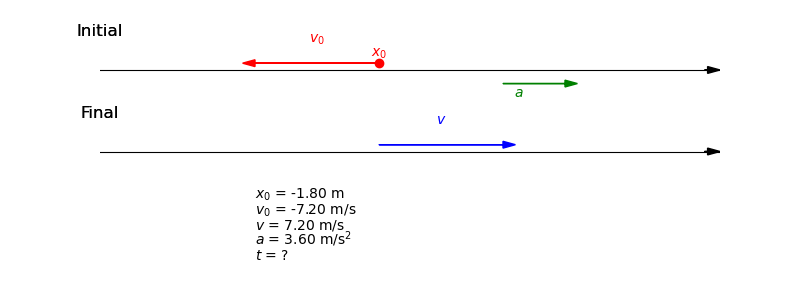 Initial
v₀
x₀
a
Final
v
x₀ = -1.80 m
v₀ = -7.20 m/s
v = 7.20 m/s
a = 3.60 m/s²
t = ?